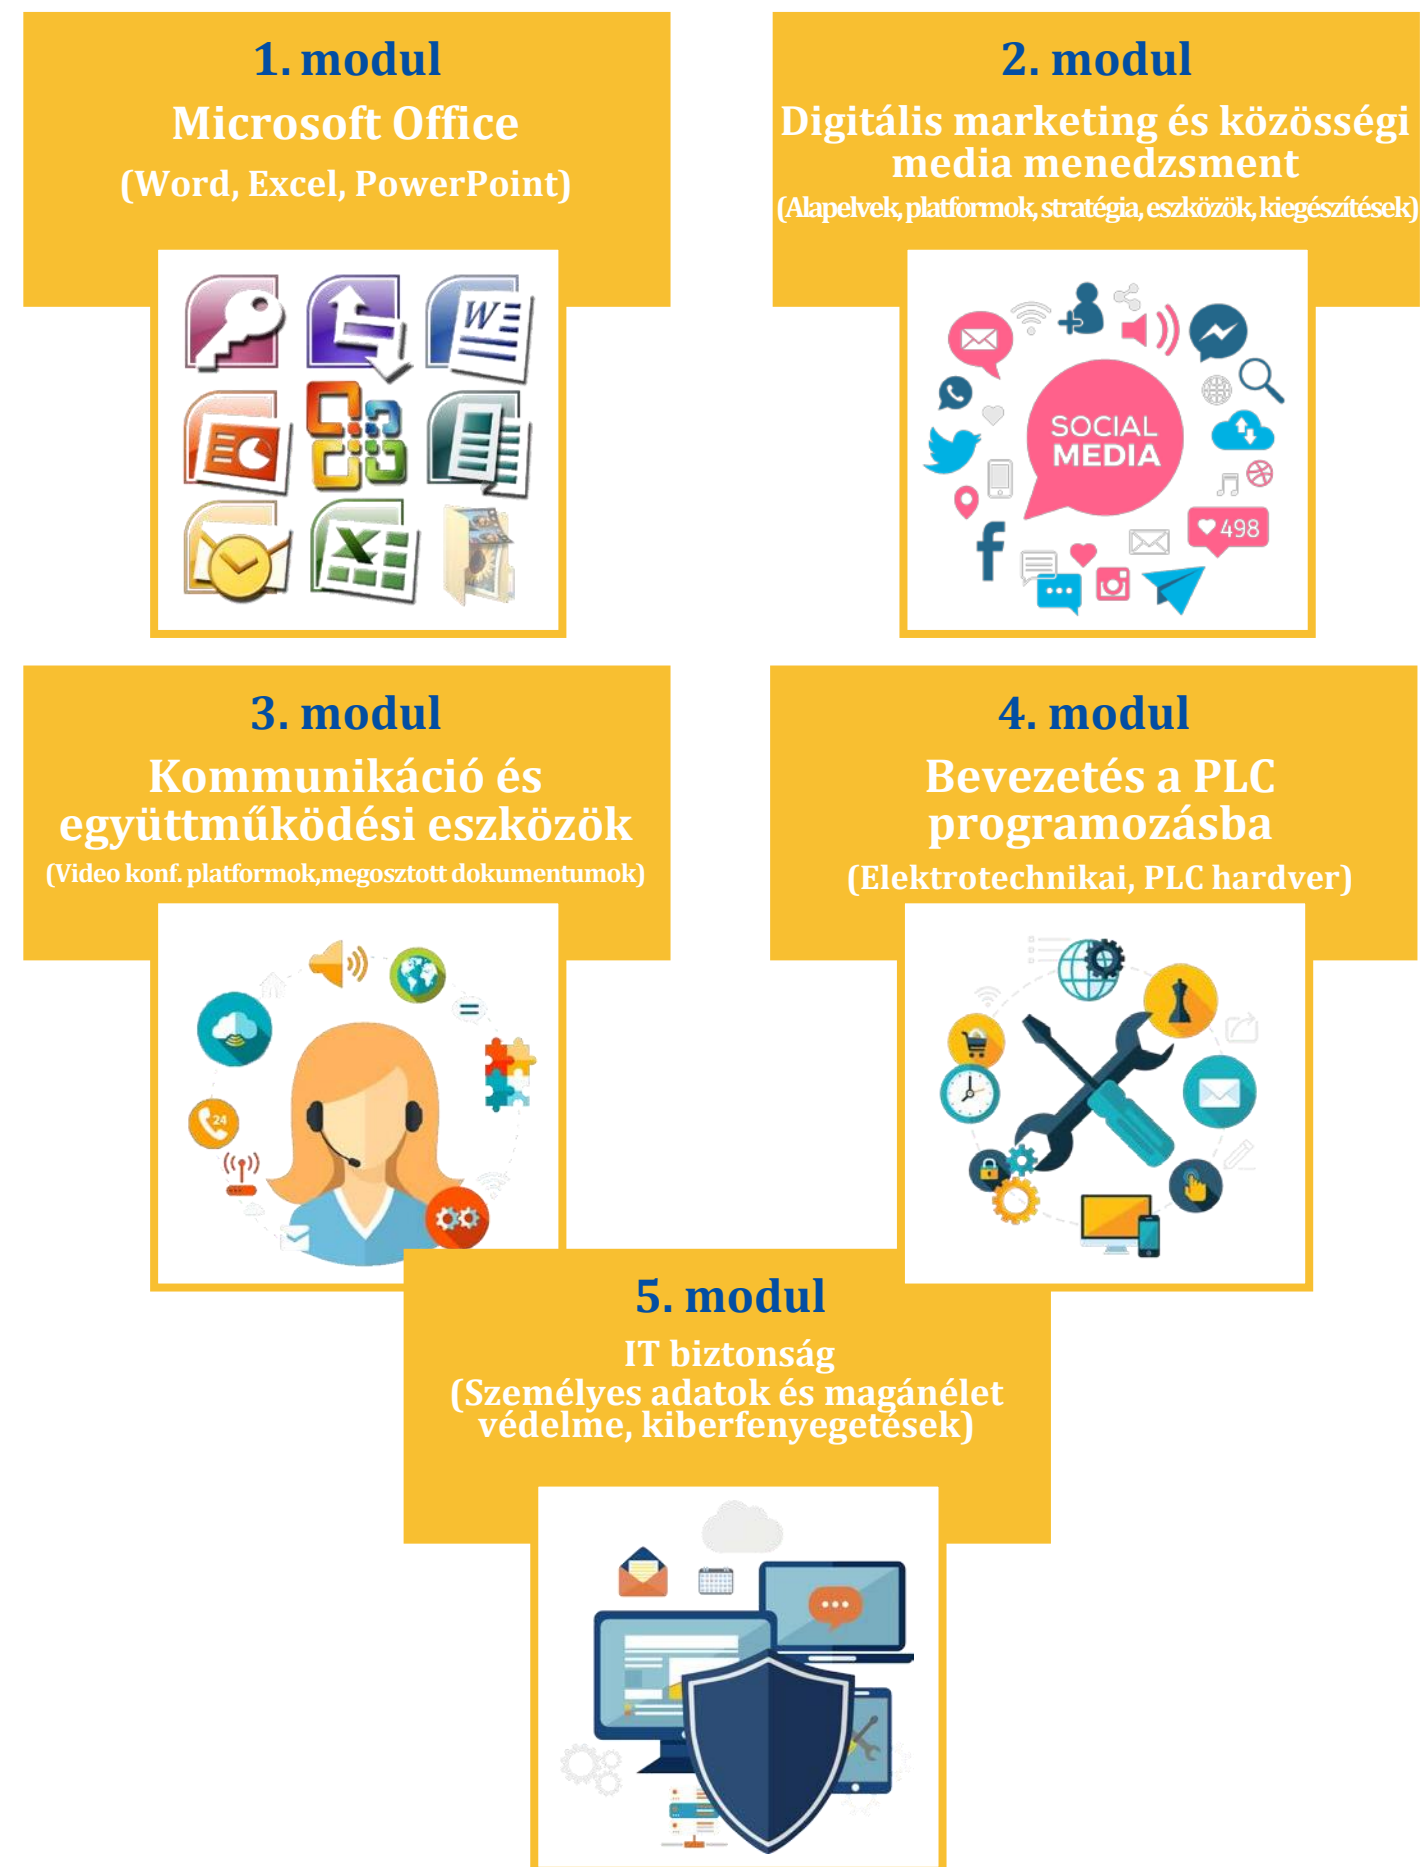 1. modul
Microsoft Office
(Word, Excel, PowerPoint)
W
X
2. modul
Digitális marketing és közösségi
media menedzsment
(Alapelvek, platformok, stratégia, eszközök, kiegészítések)
SOCIAL
MEDIA
498
3. modul
Kommunikáció és
együttműködési eszközök
(Video konf. platformok,megosztott dokumentumok)
24
4. modul
Bevezetés a PLC
programozásba
(Elektrotechnikai, PLC hardver)
5. modul
IT biztonság
(Személyes adatok és magánélet
védelme, kiberfenyegetések)